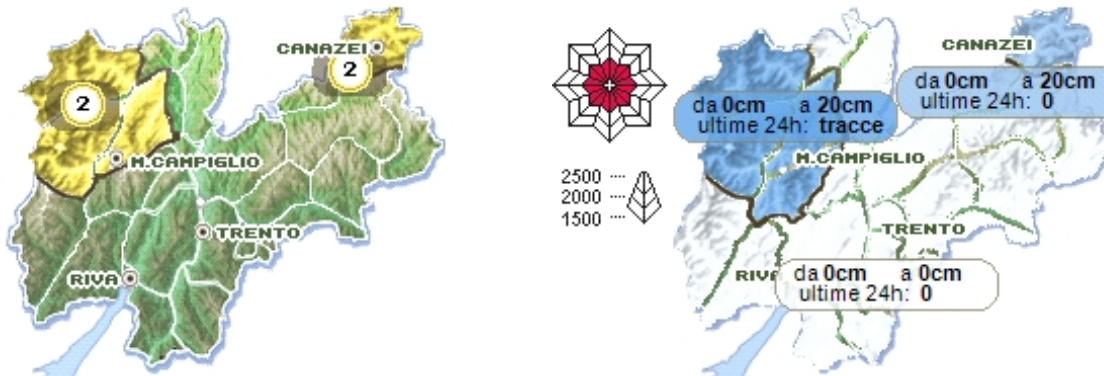 CANAZEI
2
2
M.CAMPIGLIO
TRENTO
RIVA
CANAZEI
da 0cm a 20cm
ultime 24h: 0
da 0cm a 20cm
ultime 24h: tracce
M.CAMPIGLIO
2500
2000
1500
TRENTO
RIVA
da 0cm a 0cm
ultime 24h: 0